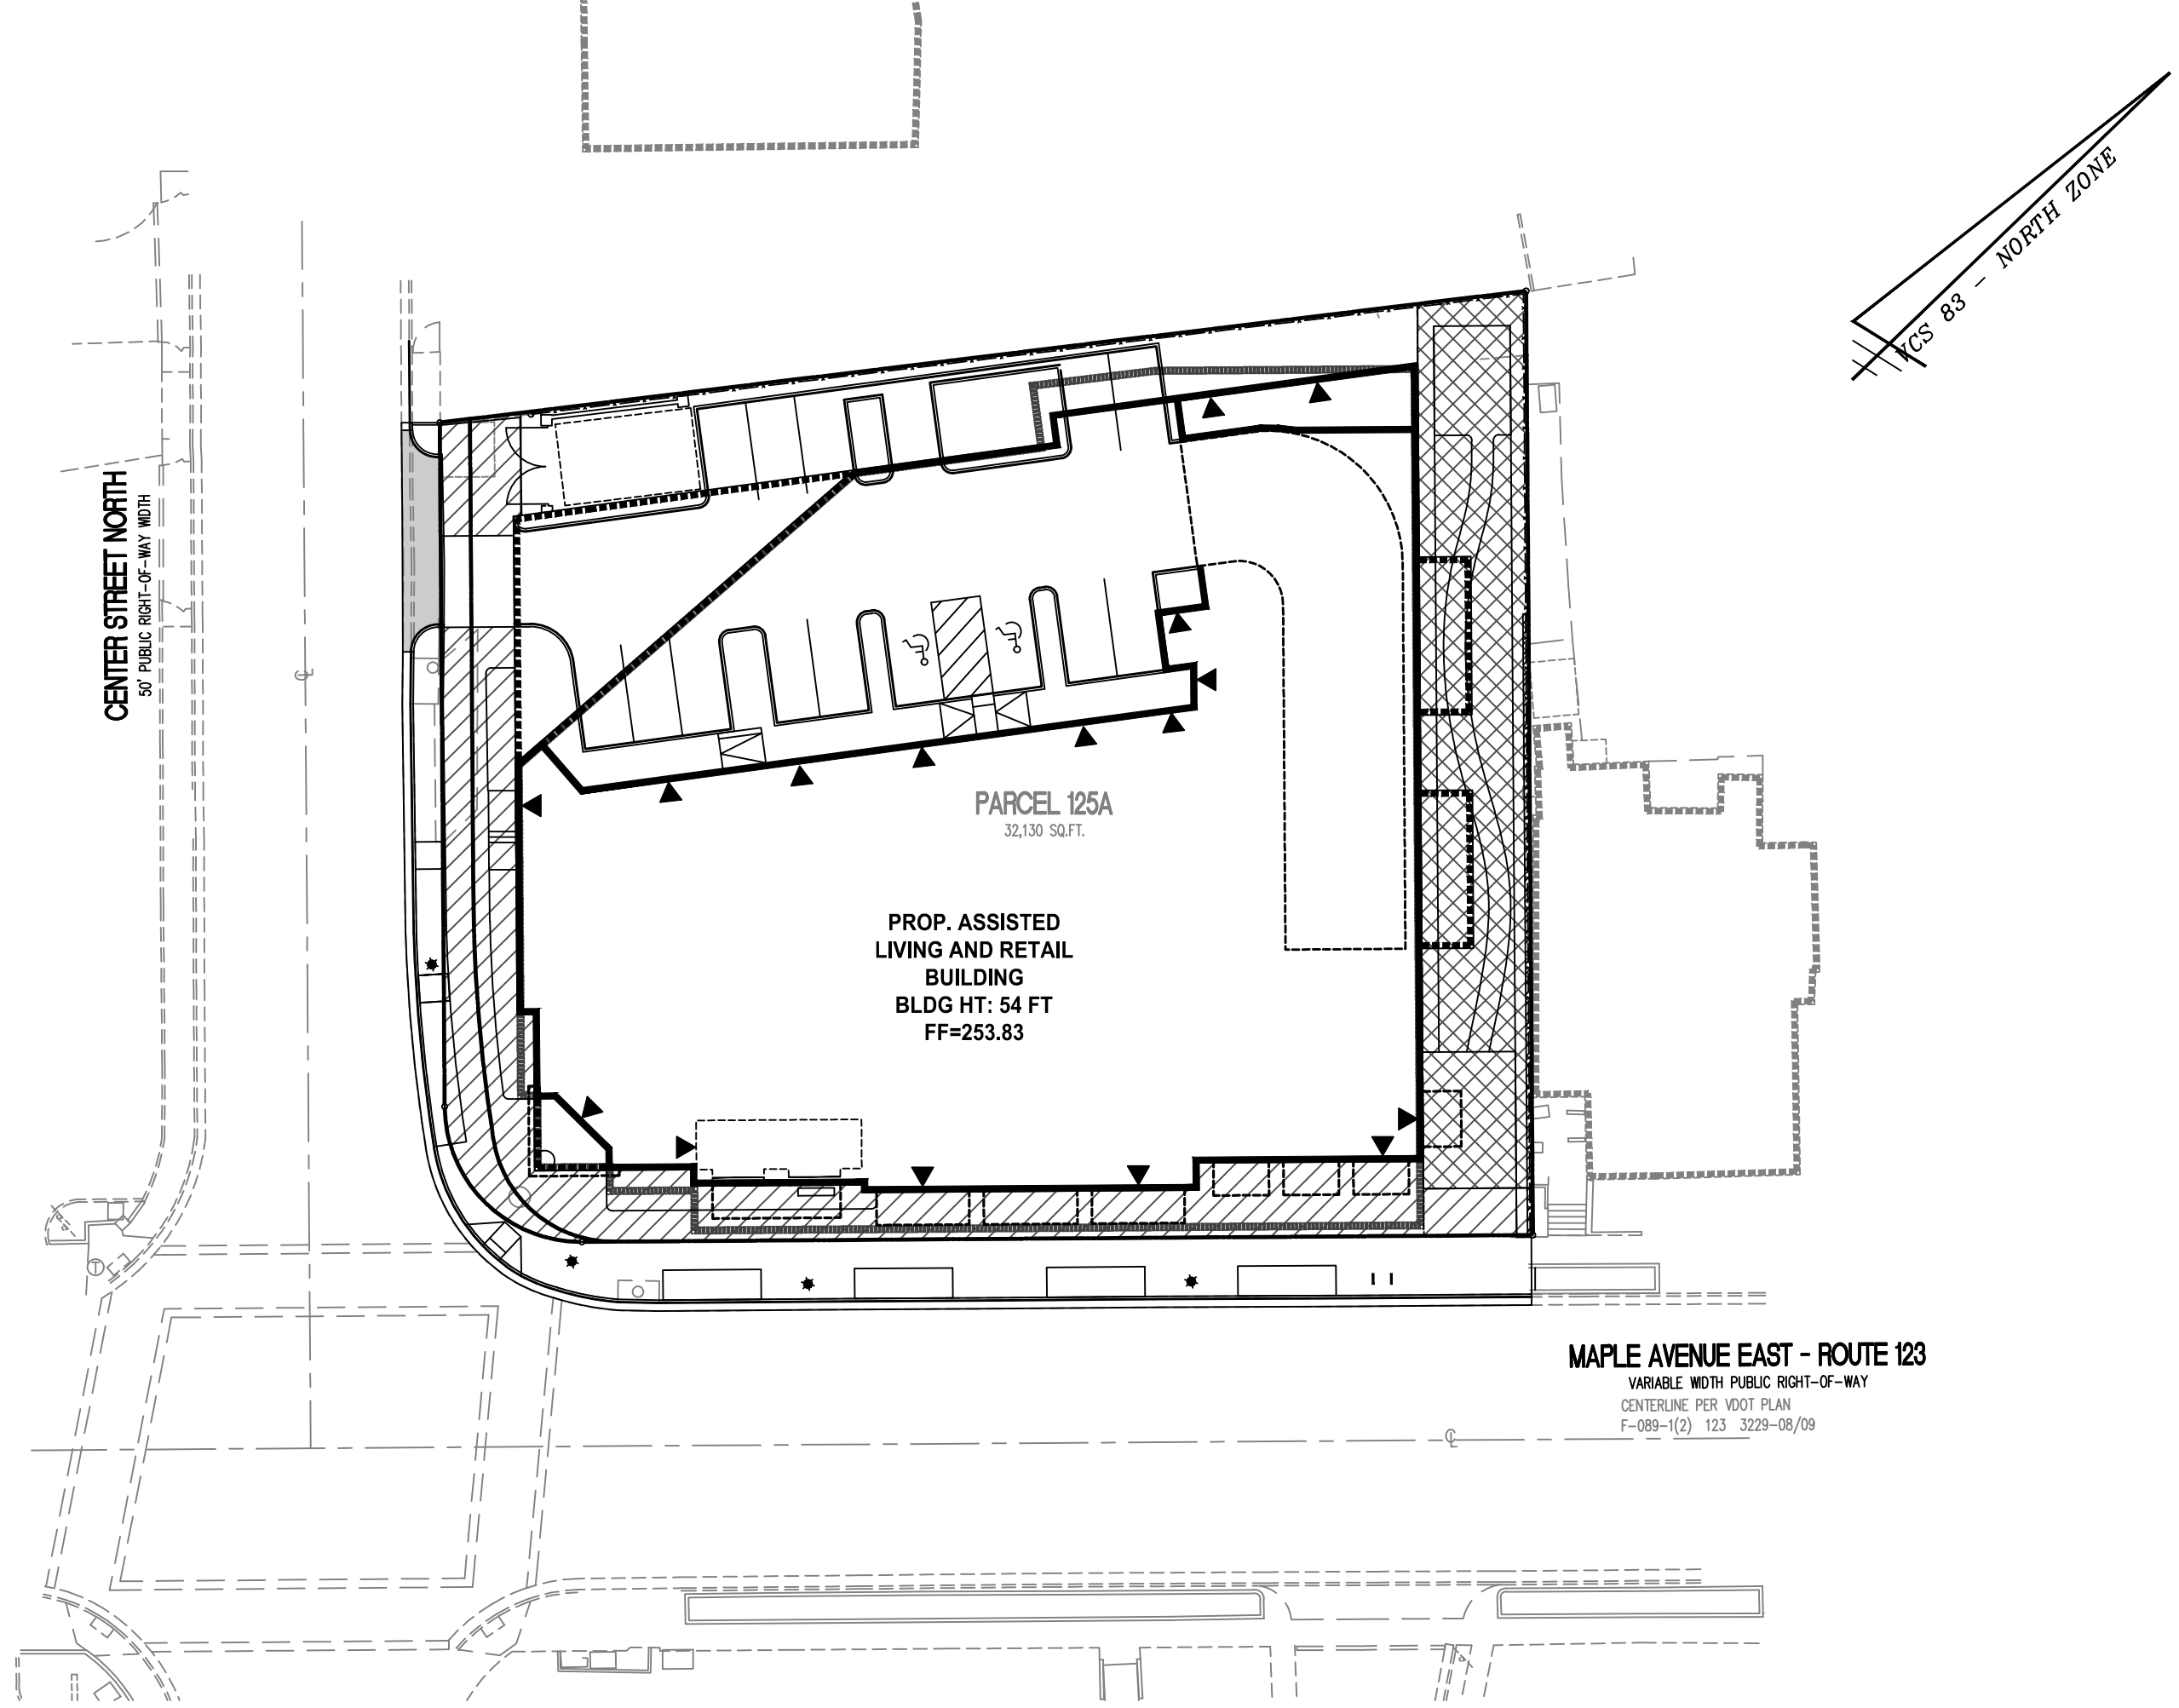 VCS 83 - NORTH ZONE
CENTER STREET NORTH
50' PUBLIC RIGHT-OF-WAY WIDTH
PARCEL 125A
32,130 SQ.FT.
PROP. ASSISTED
LIVING AND RETAIL
BUILDING
BLDG HT: 54 FT
FF=253.83
MAPLE AVENUE EAST - ROUTE 123
VARIABLE WIDTH PUBLIC RIGHT-OF-WAY
CENTERLINE PER VDOT PLAN
F-089-1(2) 123 3229-08/09
T